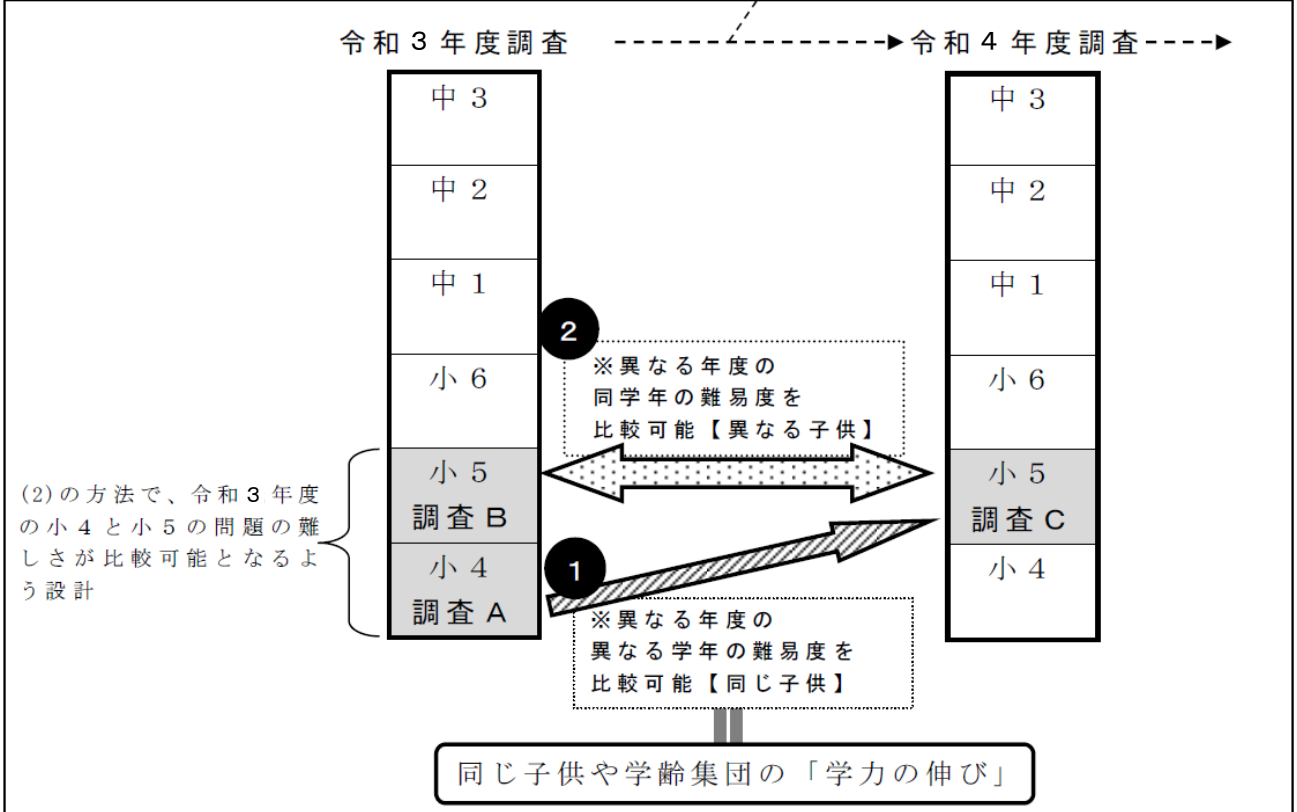 令和３年度調査
令和４年度調査
中３
中２
中１
小６
小５
調査Ｂ
小４
調査Ａ
中３
中２
中１
小６
小５
調査Ｃ
小４
(2)の方法で、令和３年度
の小４と小５の問題の難
しさが比較可能となるよ
う設計
2
※異なる年度の
同学年の難易度を
比較可能【異なる子供】
1
※異なる年度の
異なる学年の難易度を
比較可能【同じ子供】
同じ子供や学齢集団の「学力の伸び」